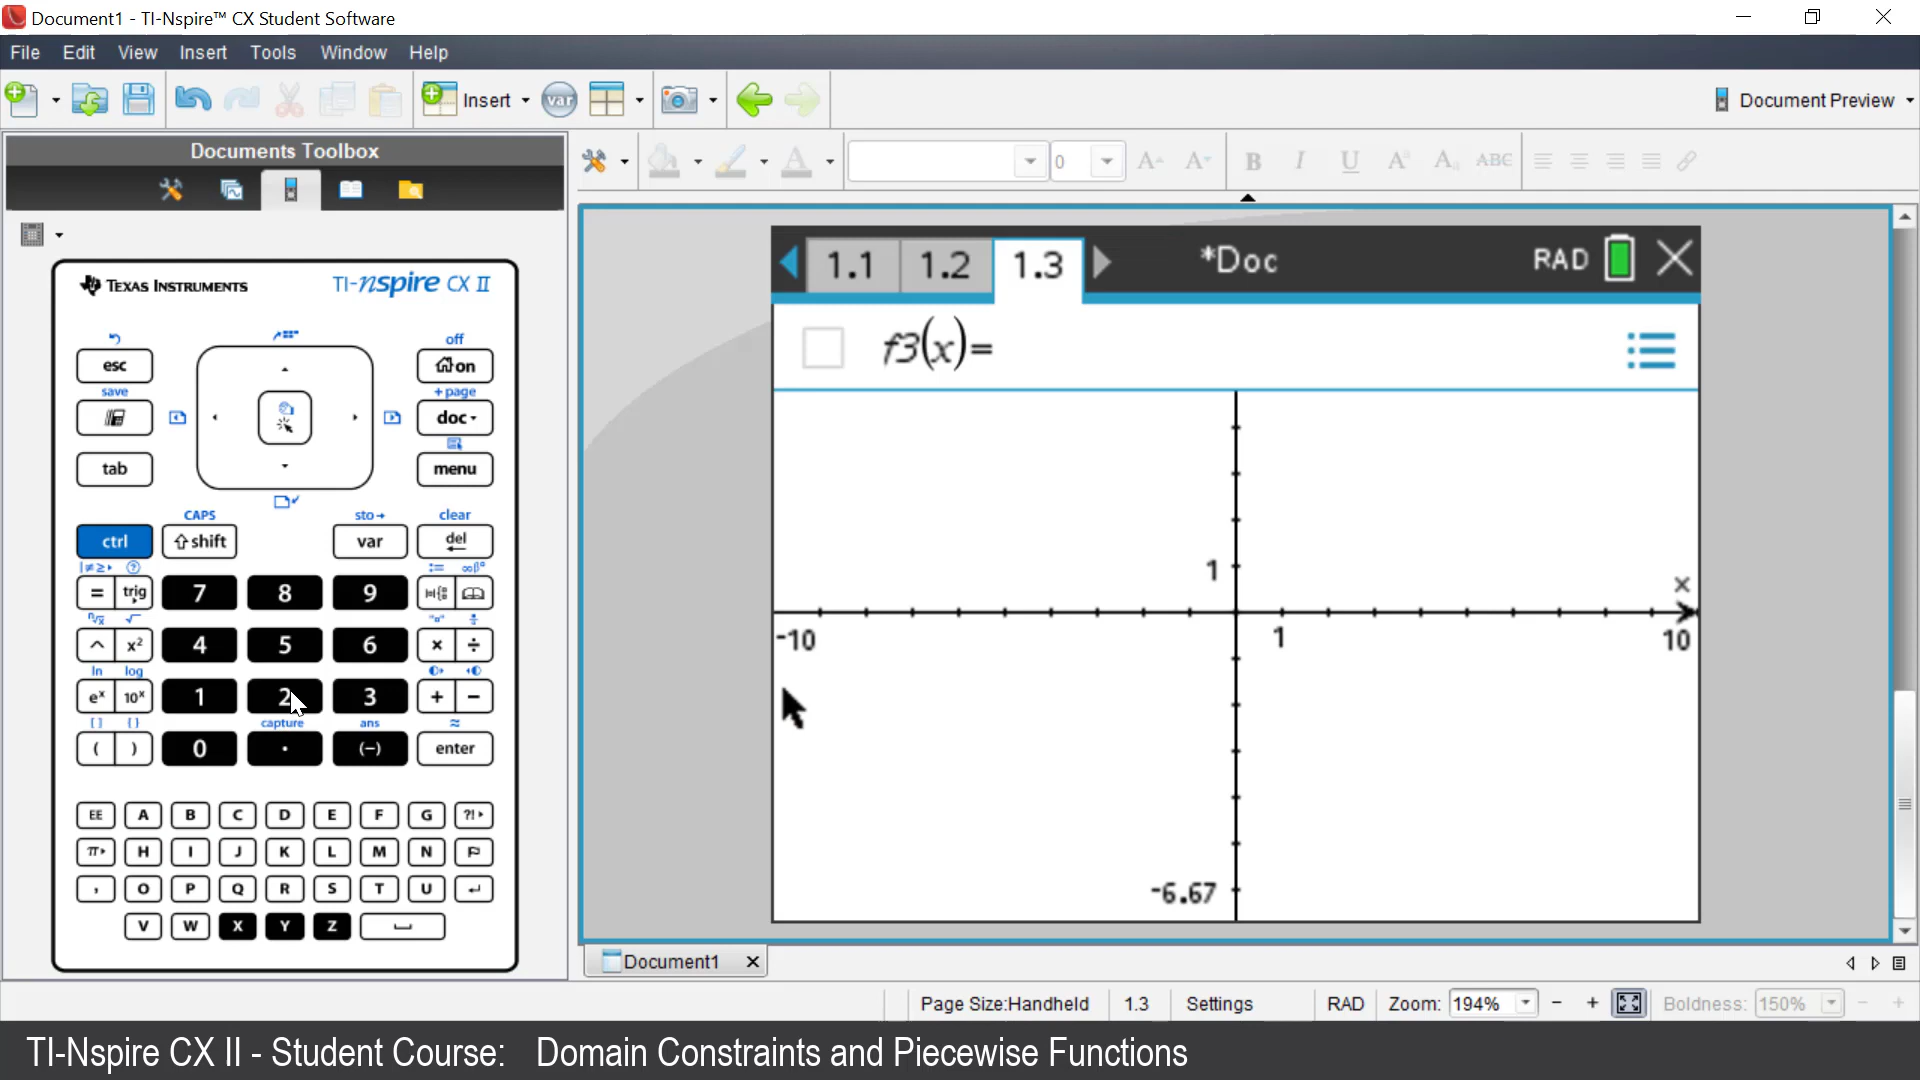 Document1 - TI-Nspire™ CX Student Software
File Edit View Insert Tools Window Help
Insert var Document Preview
Documents Toolbox
0 B I U ABC
TEXAS INSTRUMENTS TI-nspire CX II
off
esc on
save +page
doc
tab menu
CAPS sto→ clear
ctrl shift var del
= trig 7 8 9
^ x² 4 5 6 × ÷
ln log
eˣ 10ˣ 1 2 3 + −
[] {} capture ans ≈
( ) 0 . (−) enter
EE A B C D E F G ?!▸
π▸ H I J K L M N
, O P Q R S T U
V W X Y Z
1.1 1.2 1.3 *Doc RAD
f3(x)=
1
x
-10 1 10
-6.67
Document1
Page Size:Handheld 1.3 Settings RAD Zoom: 194% − + Boldness: 150% − +
TI-Nspire CX II - Student Course: Domain Constraints and Piecewise Functions